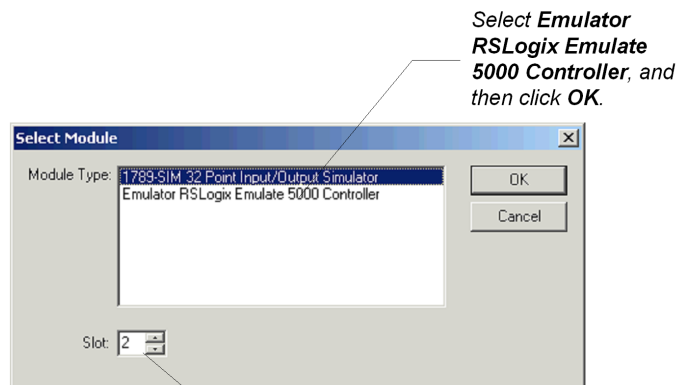 Select Emulator
RSLogix Emulate
5000 Controller, and
then click OK.
Select Module
Module Type:
1789-SIM 32 Point Input/Output Simulator
Emulator RSLogix Emulate 5000 Controller
OK
Cancel
Slot: 2